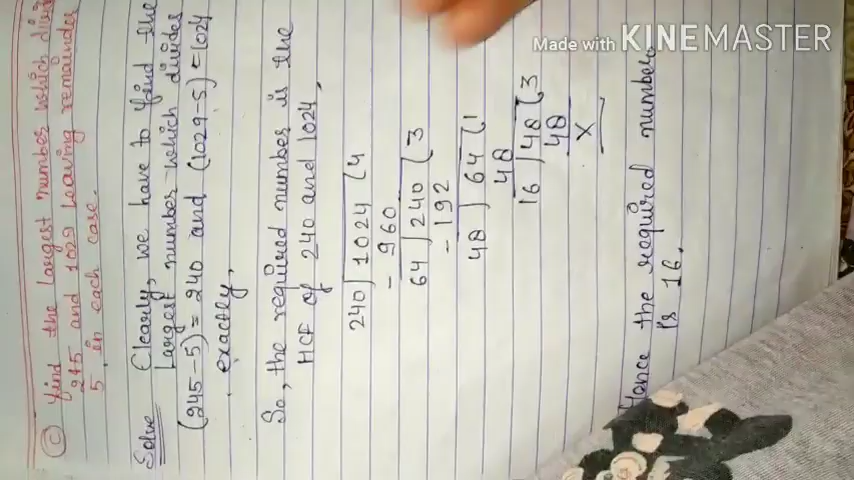 Made with KINEMASTER
(C) find the largest number which
245 and 1029 leaving remainder
5 in each case.
Solve Clearly, we have to find the
largest number which divides
(245-5) = 240 and (1029-5) = 1024
exactly,
So, the required number is the
HCF of 240 and 1024.
240 ) 1024 ( 4
- 960
64 ) 240 ( 3
- 192
48 ) 64 ( 1
48
16 ) 48 ( 3
48
X
Hence the required number
is 16.